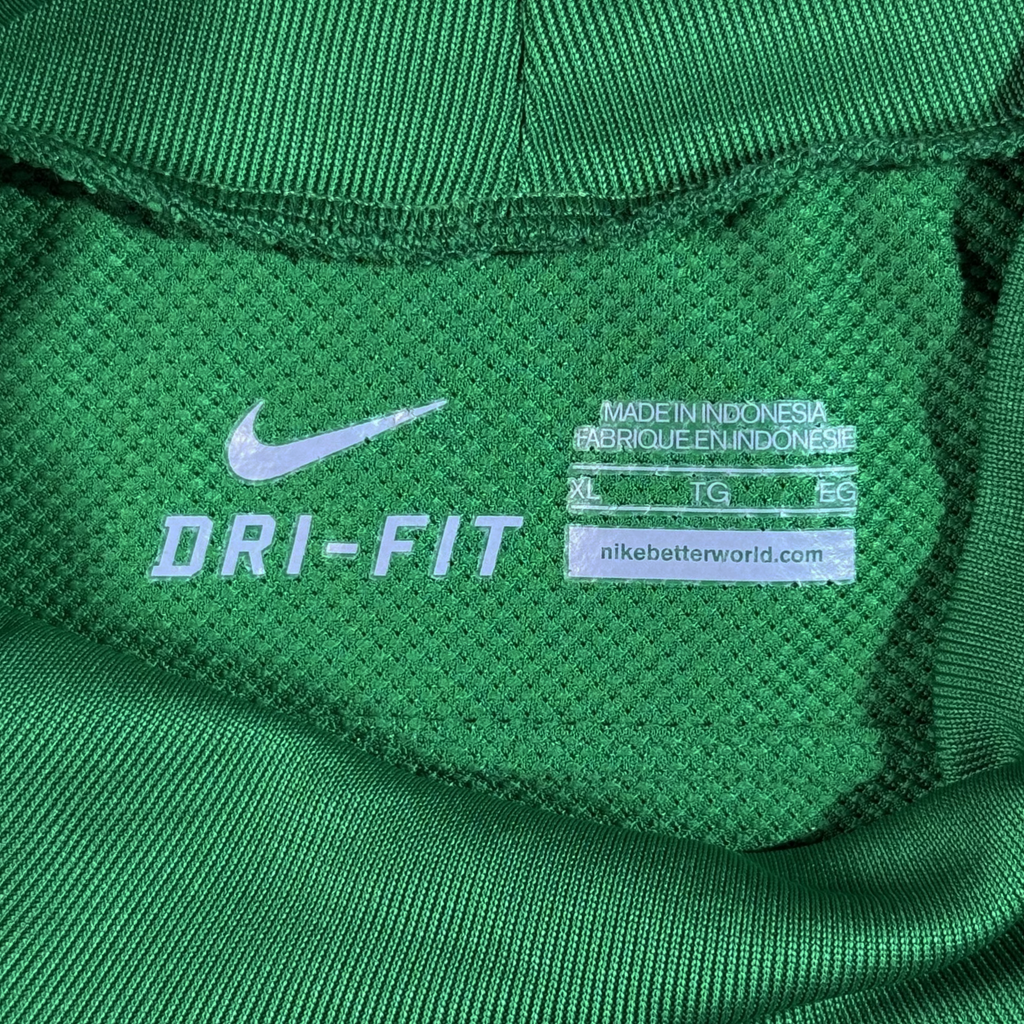 DRI-FIT
MADE IN INDONESIA
FABRIQUE EN INDONESIE
XL TG EG
nikebetterworld.com